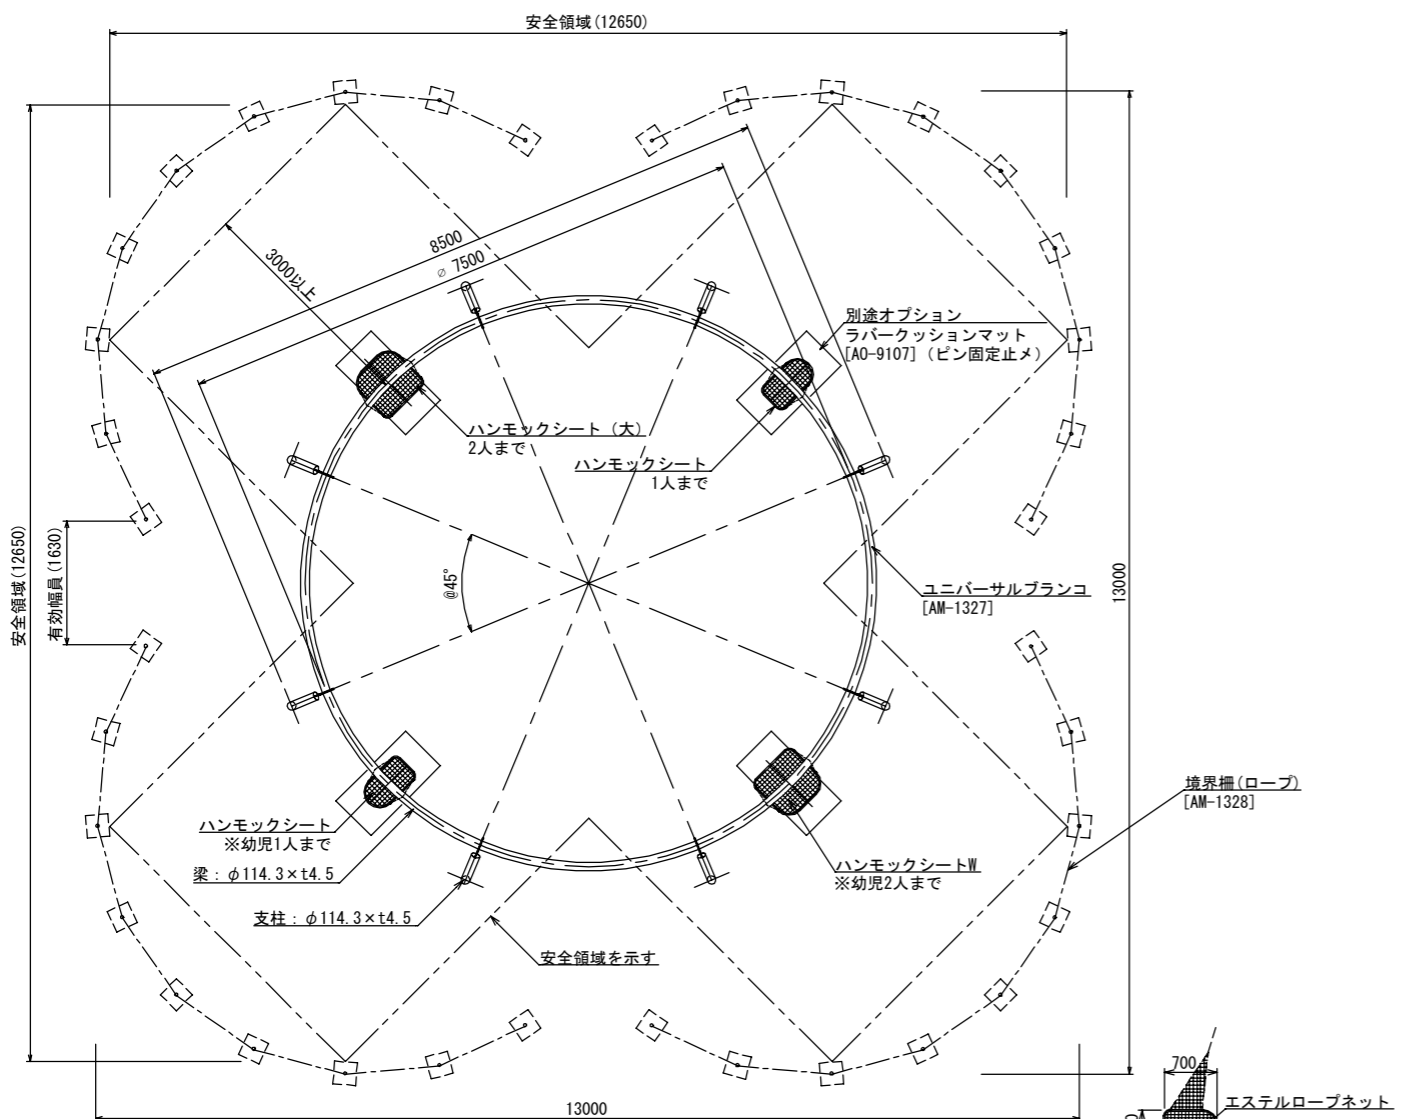 安全領域(12650)
8500
⌀ 7500
3000以上
別途オプション
ラバークッションマット
[AO-9107] (ピン固定止メ)
ハンモックシート (大)
2人まで
ハンモックシート
1人まで
安全領域(12650)
有効幅員(1630)
@45°
ユニバーサルブランコ
[AM-1327]
13000
境界柵(ロープ)
[AM-1328]
ハンモックシート
※幼児1人まで
梁：φ114.3×t4.5
支柱：φ114.3×t4.5
ハンモックシートW
※幼児2人まで
安全領域を示す
700
エステルロープネット
13000